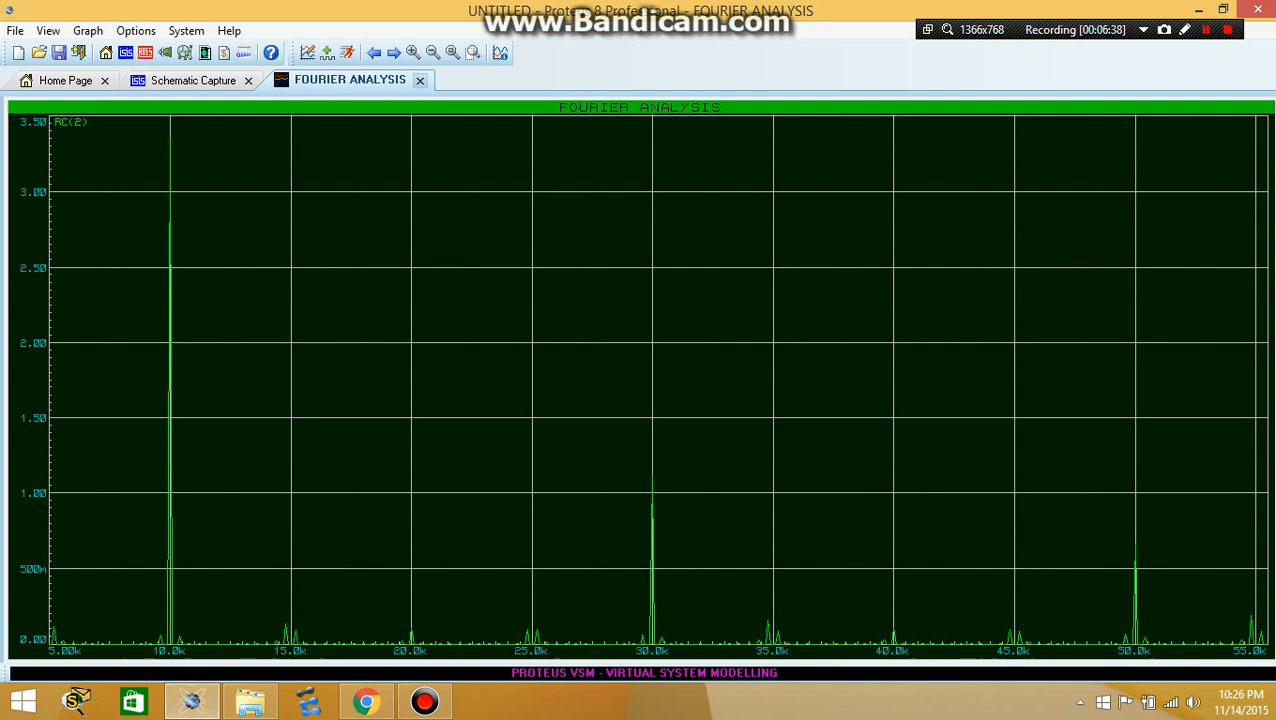 UNTITLED - Proteus 8 Professional - FOURIER ANALYSIS
www.Bandicam.com
File View Graph Options System Help
1366x768 Recording [00:06:38]
Home Page Schematic Capture FOURIER ANALYSIS
FOURIER ANALYSIS
3.50 RC(2)
3.00
2.50
2.00
1.50
1.00
500m
0.00
5.00k 10.0k 15.0k 20.0k 25.0k 30.0k 35.0k 40.0k 45.0k 50.0k 55.0k
PROTEUS VSM - VIRTUAL SYSTEM MODELLING
10:26 PM
11/14/2015